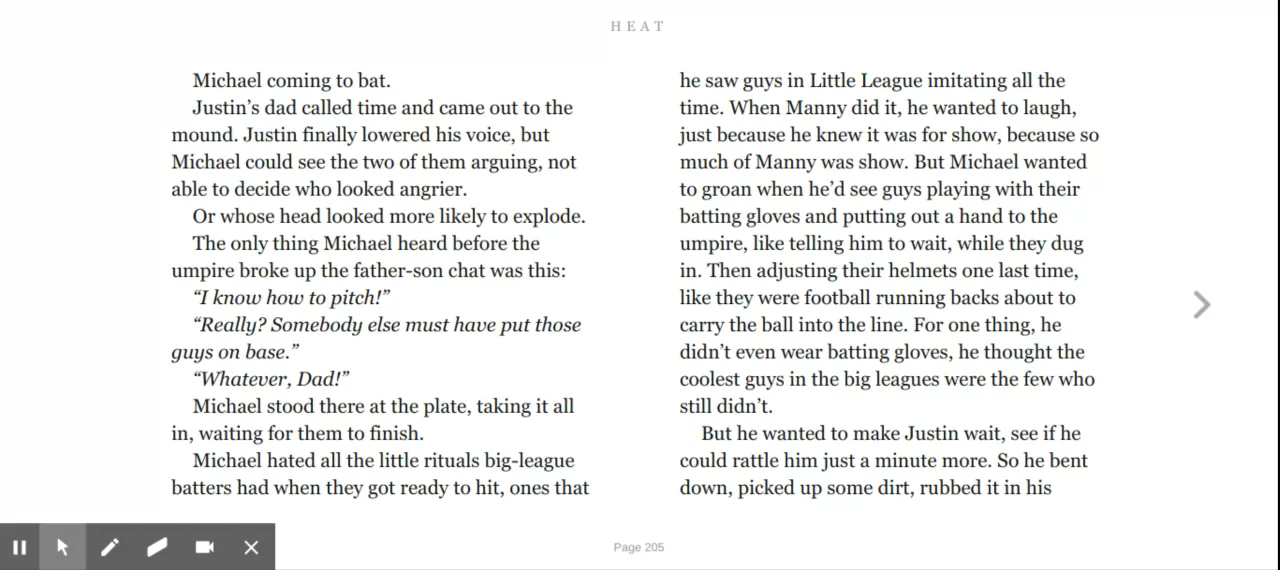 HEAT
Michael coming to bat.
Justin’s dad called time and came out to the
mound. Justin finally lowered his voice, but
Michael could see the two of them arguing, not
able to decide who looked angrier.
Or whose head looked more likely to explode.
The only thing Michael heard before the
umpire broke up the father-son chat was this:
“I know how to pitch!”
“Really? Somebody else must have put those
guys on base.”
“Whatever, Dad!”
Michael stood there at the plate, taking it all
in, waiting for them to finish.
Michael hated all the little rituals big-league
batters had when they got ready to hit, ones that
he saw guys in Little League imitating all the
time. When Manny did it, he wanted to laugh,
just because he knew it was for show, because so
much of Manny was show. But Michael wanted
to groan when he’d see guys playing with their
batting gloves and putting out a hand to the
umpire, like telling him to wait, while they dug
in. Then adjusting their helmets one last time,
like they were football running backs about to
carry the ball into the line. For one thing, he
didn’t even wear batting gloves, he thought the
coolest guys in the big leagues were the few who
still didn’t.
But he wanted to make Justin wait, see if he
could rattle him just a minute more. So he bent
down, picked up some dirt, rubbed it in his
Page 205